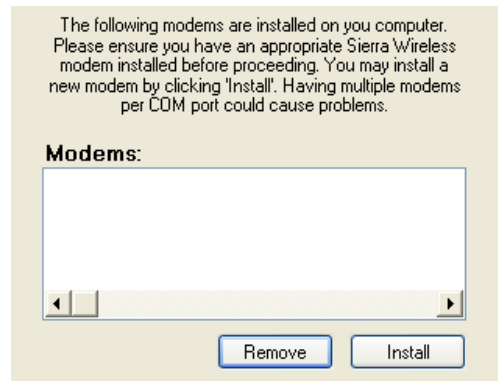 The following modems are installed on you computer.
Please ensure you have an appropriate Sierra Wireless
modem installed before proceeding. You may install a
new modem by clicking 'Install'. Having multiple modems
per COM port could cause problems.
Modems:
Remove
Install